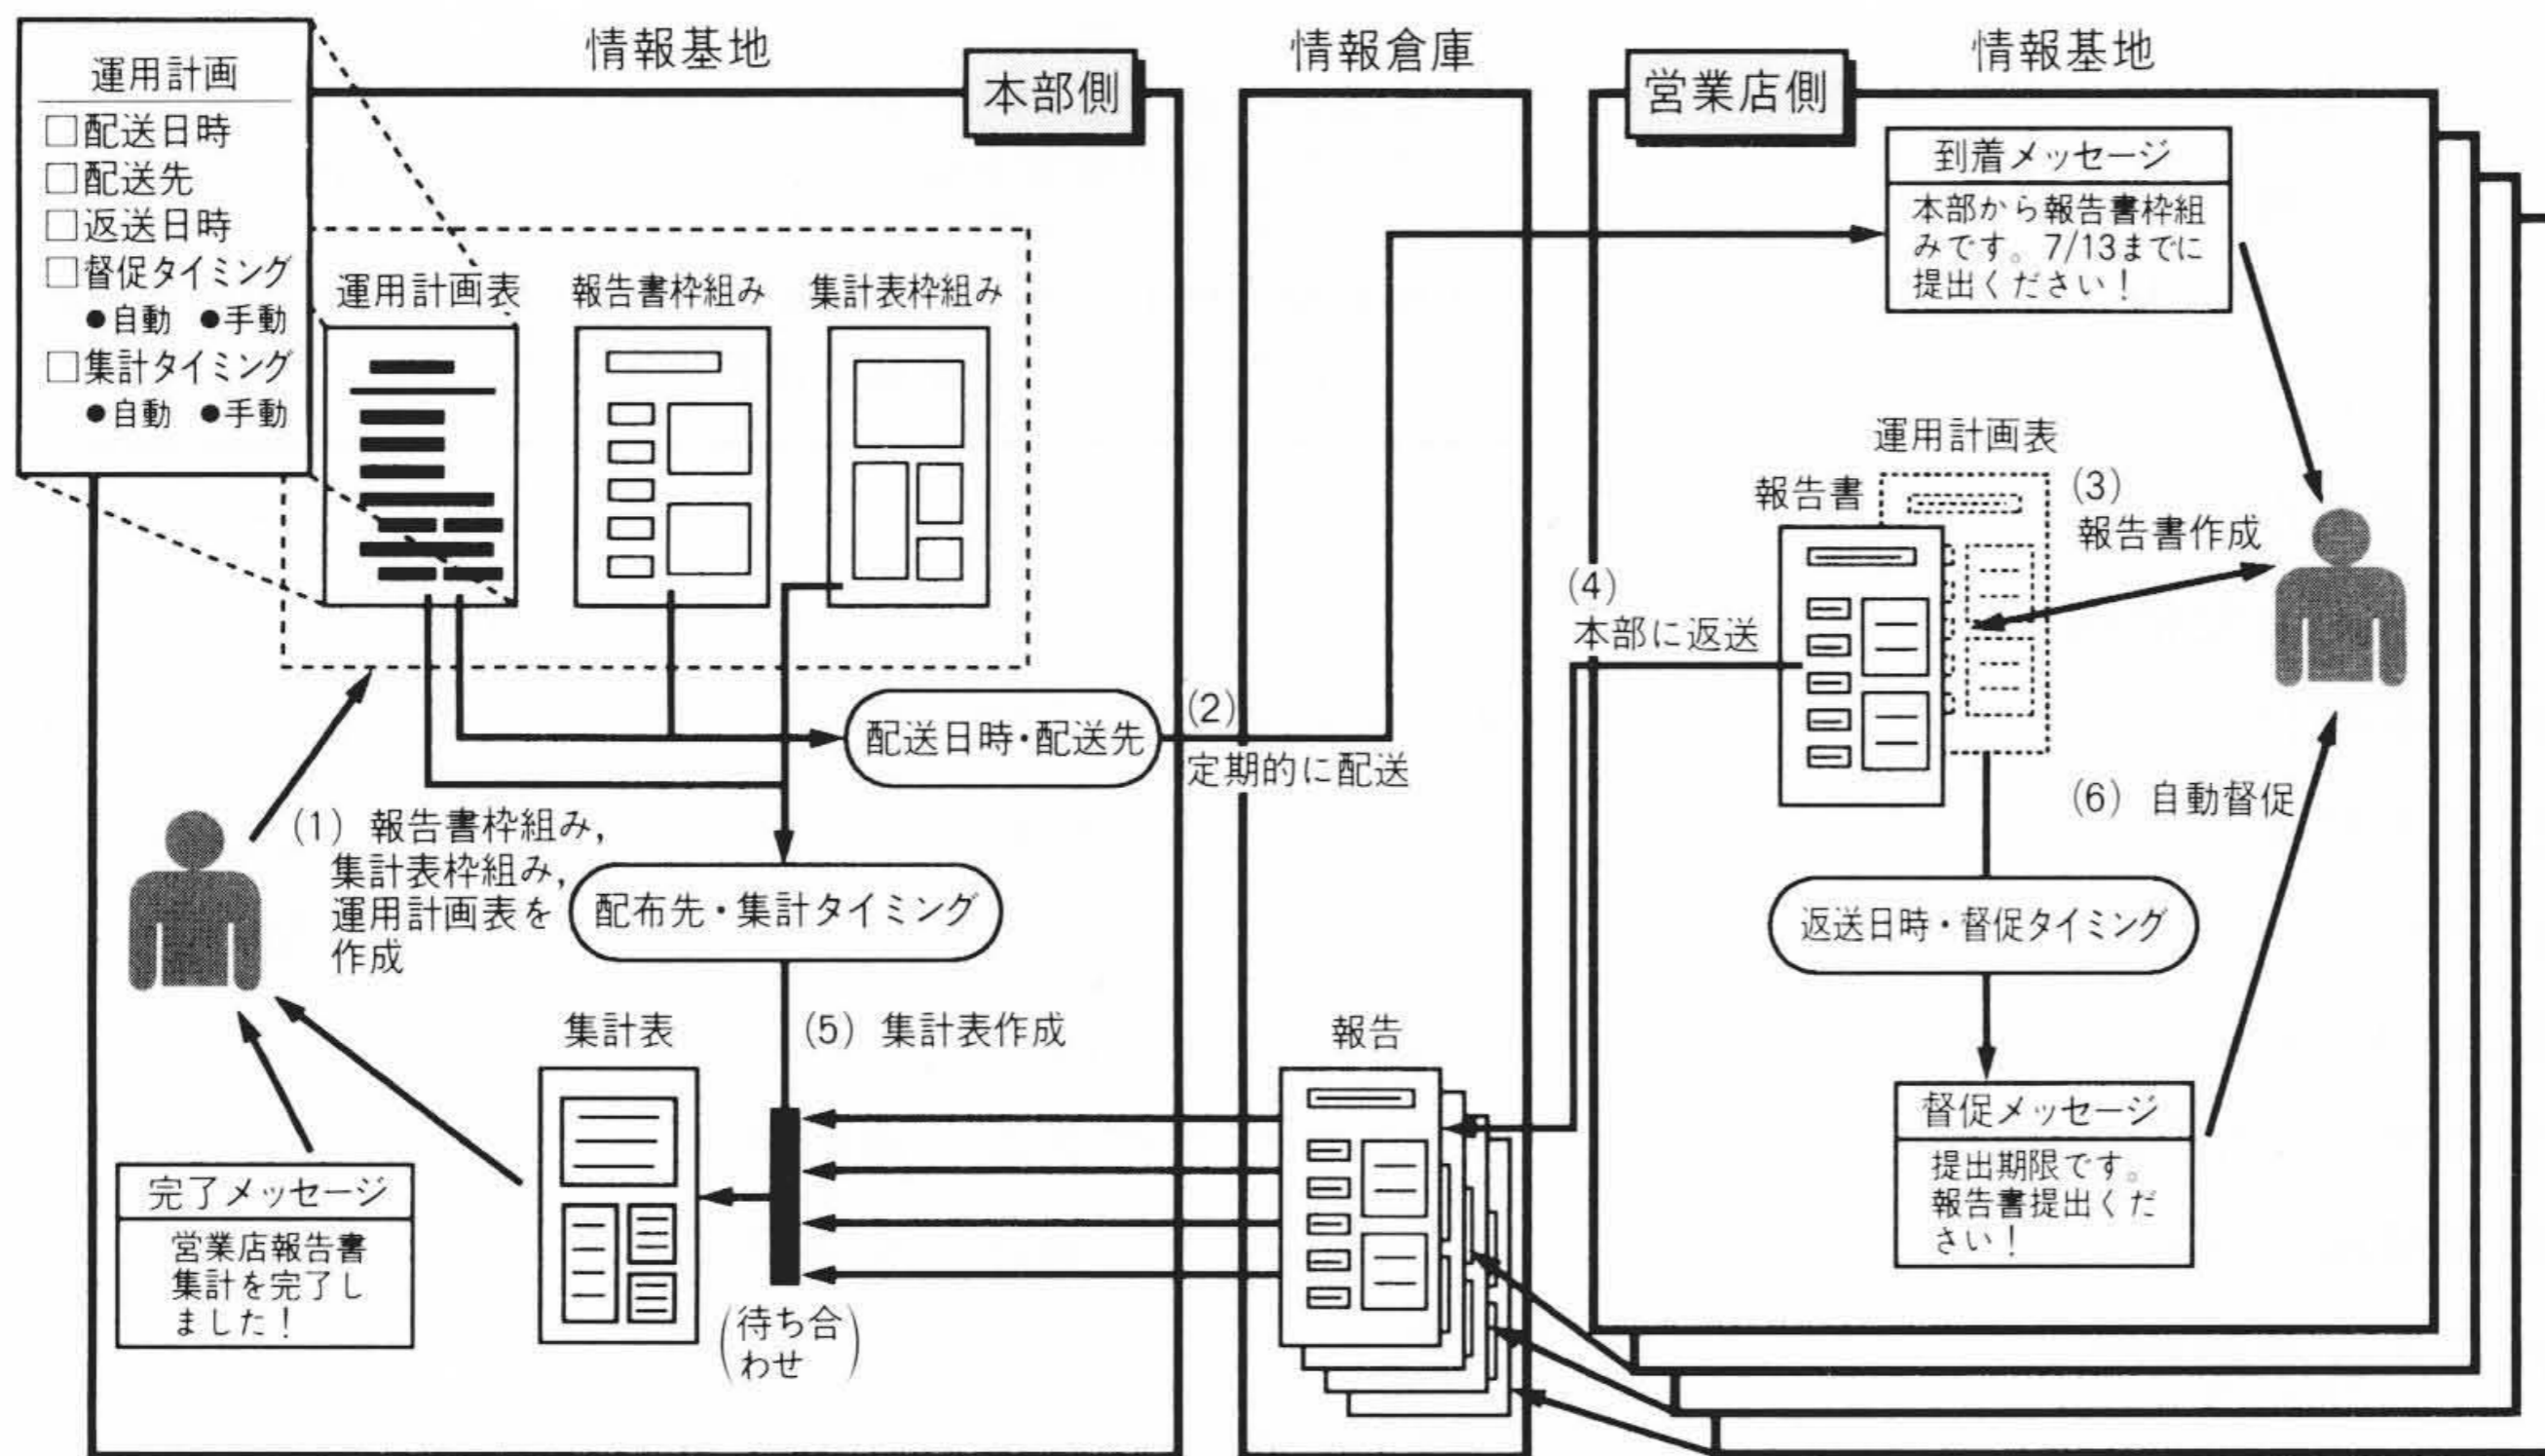 情報基地
本部側
情報倉庫
営業店側
情報基地
運用計画
□配送日時
□配送先
□返送日時
□督促タイミング
●自動 ●手動
□集計タイミング
●自動 ●手動
運用計画表
報告書枠組み
集計表枠組み
到着メッセージ
本部から報告書枠組
みです。7/13までに
提出ください!
運用計画表
報告書
(3)
報告書作成
(4)
本部に返送
配送日時・配送先
(2)
定期的に配送
(1) 報告書枠組み,
集計表枠組み,
運用計画表を
作成
配布先・集計タイミング
(6) 自動督促
返送日時・督促タイミング
集計表
(5) 集計表作成
報告
督促メッセージ
提出期限です。
報告書提出くだ
さい!
完了メッセージ
営業店報告書
集計を完了し
ました!
(待ち合
わせ)